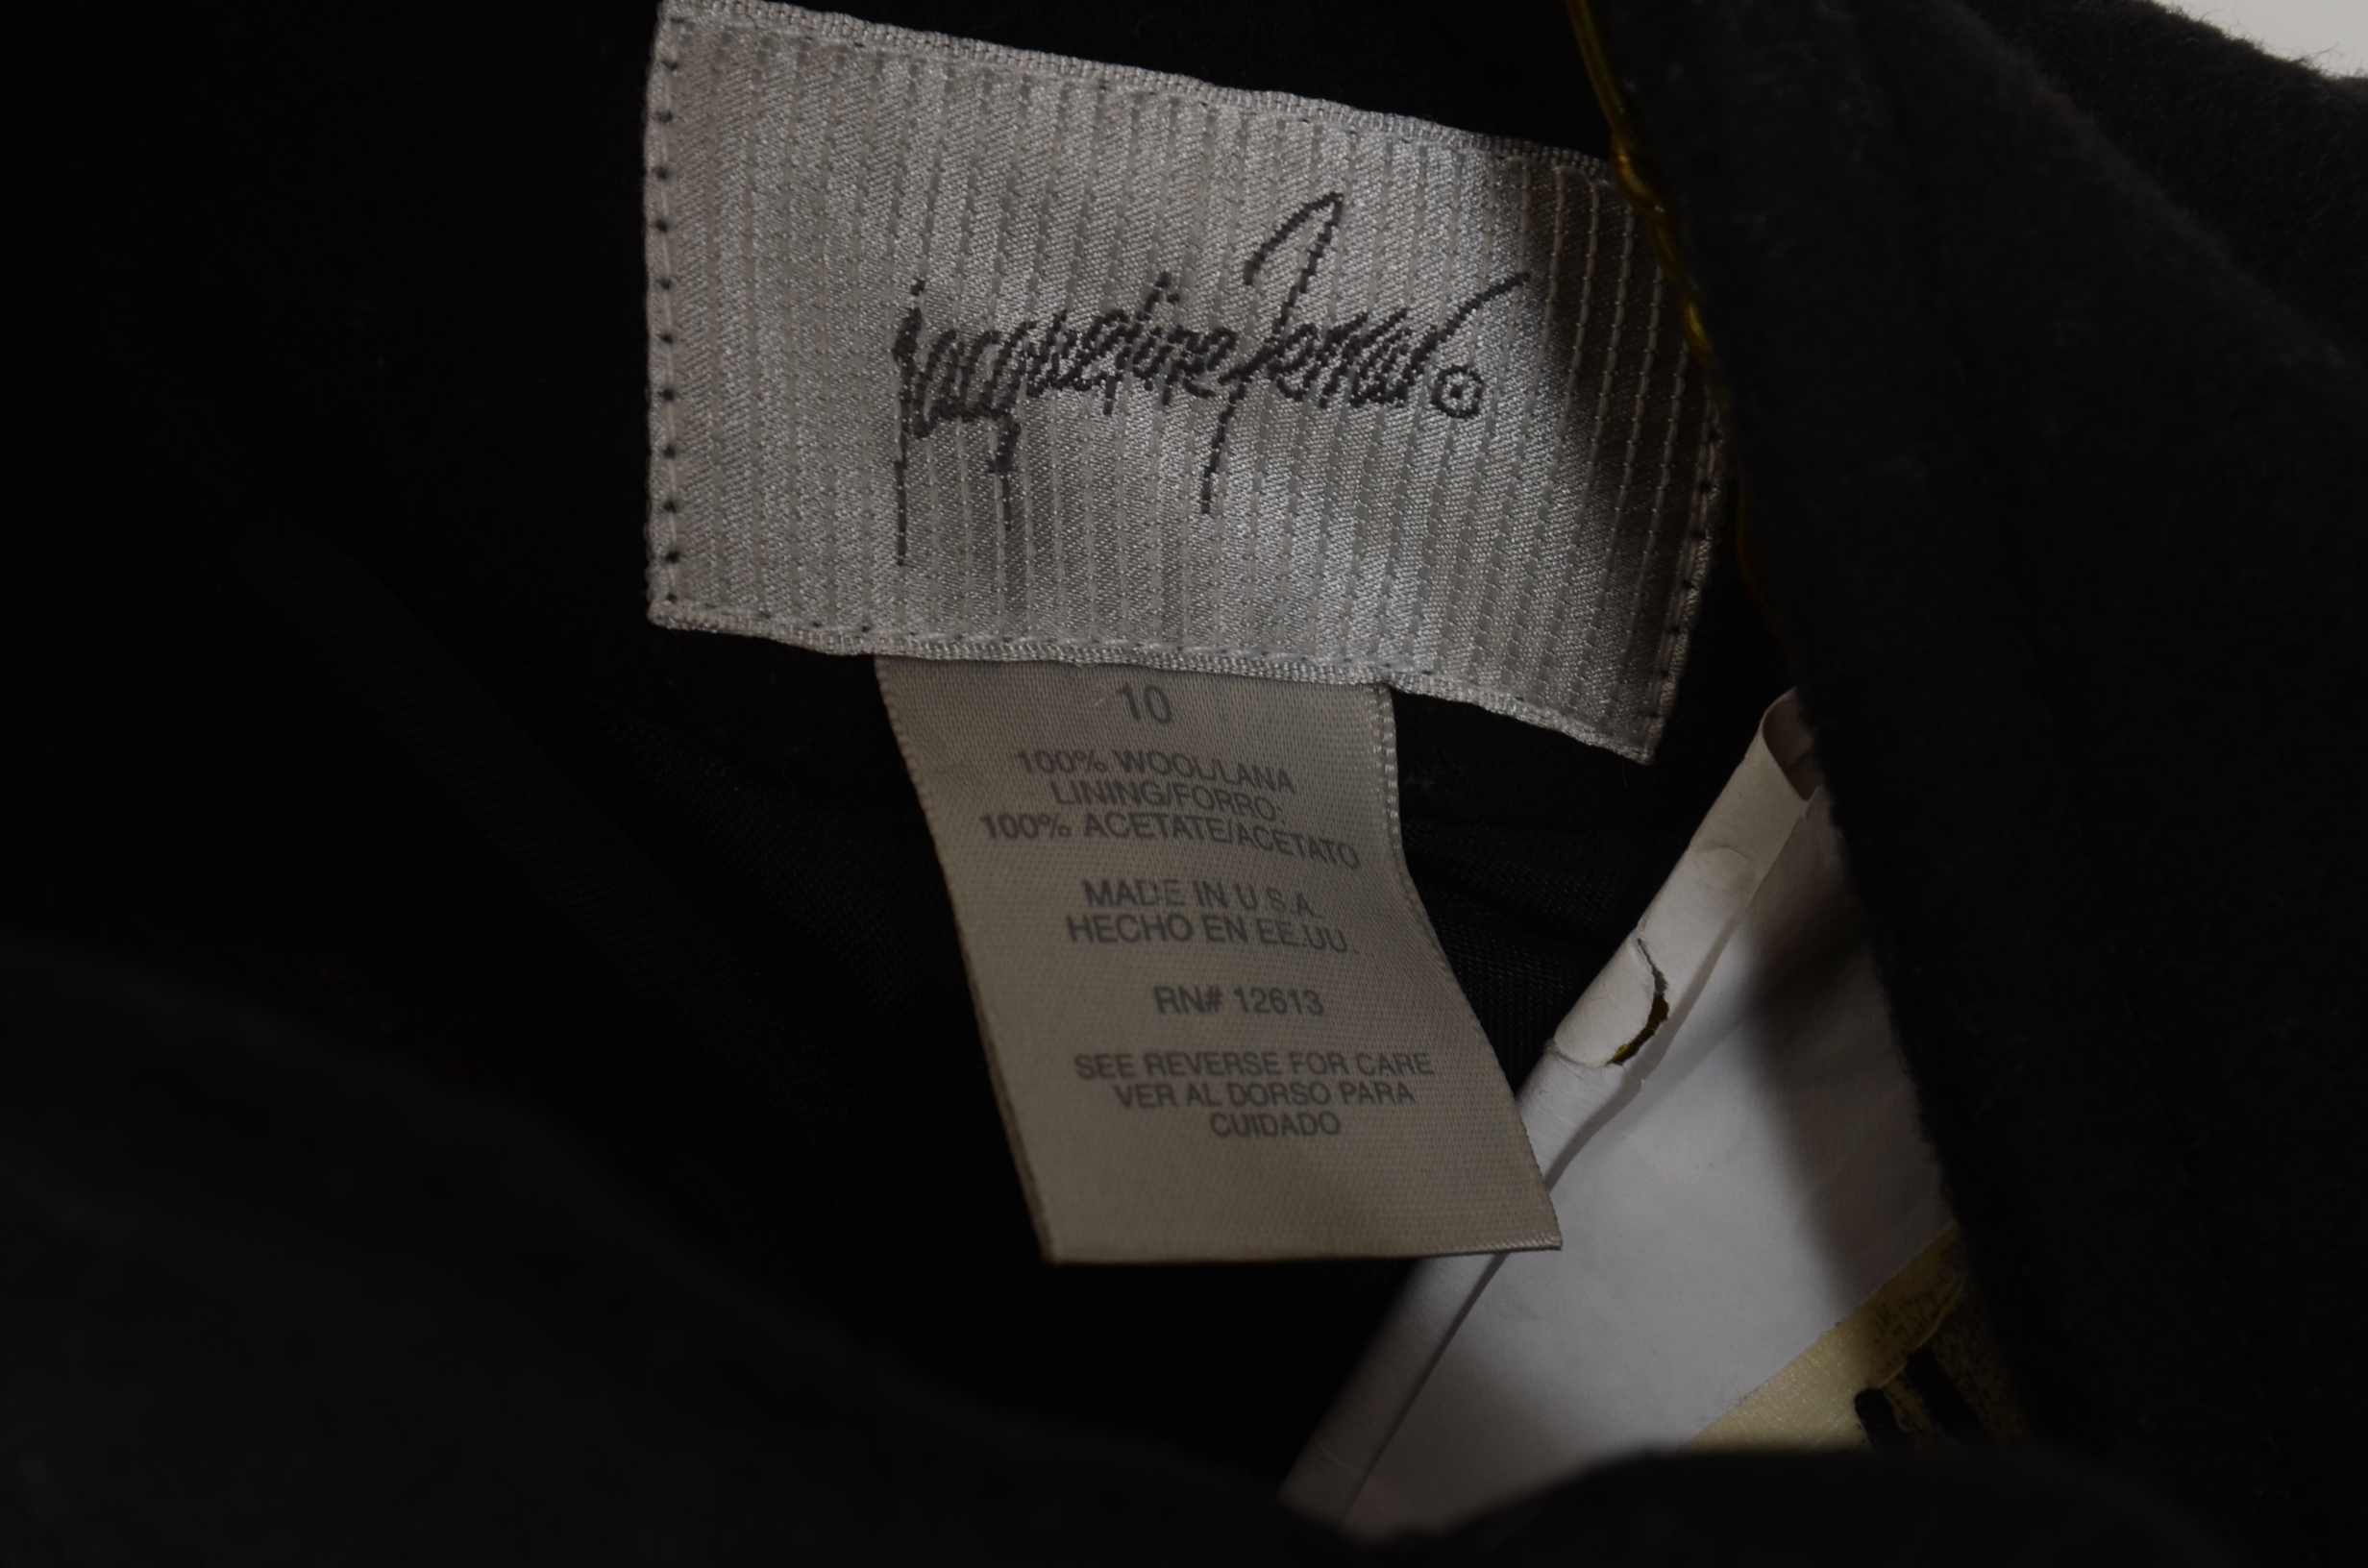 jacqueline Ferrar®
10
100% WOOL/LANA
LINING/FORRO:
100% ACETATE/ACETATO
MADE IN U.S.A.
HECHO EN EE.UU.
RN# 12613
SEE REVERSE FOR CARE
VER AL DORSO PARA
CUIDADO